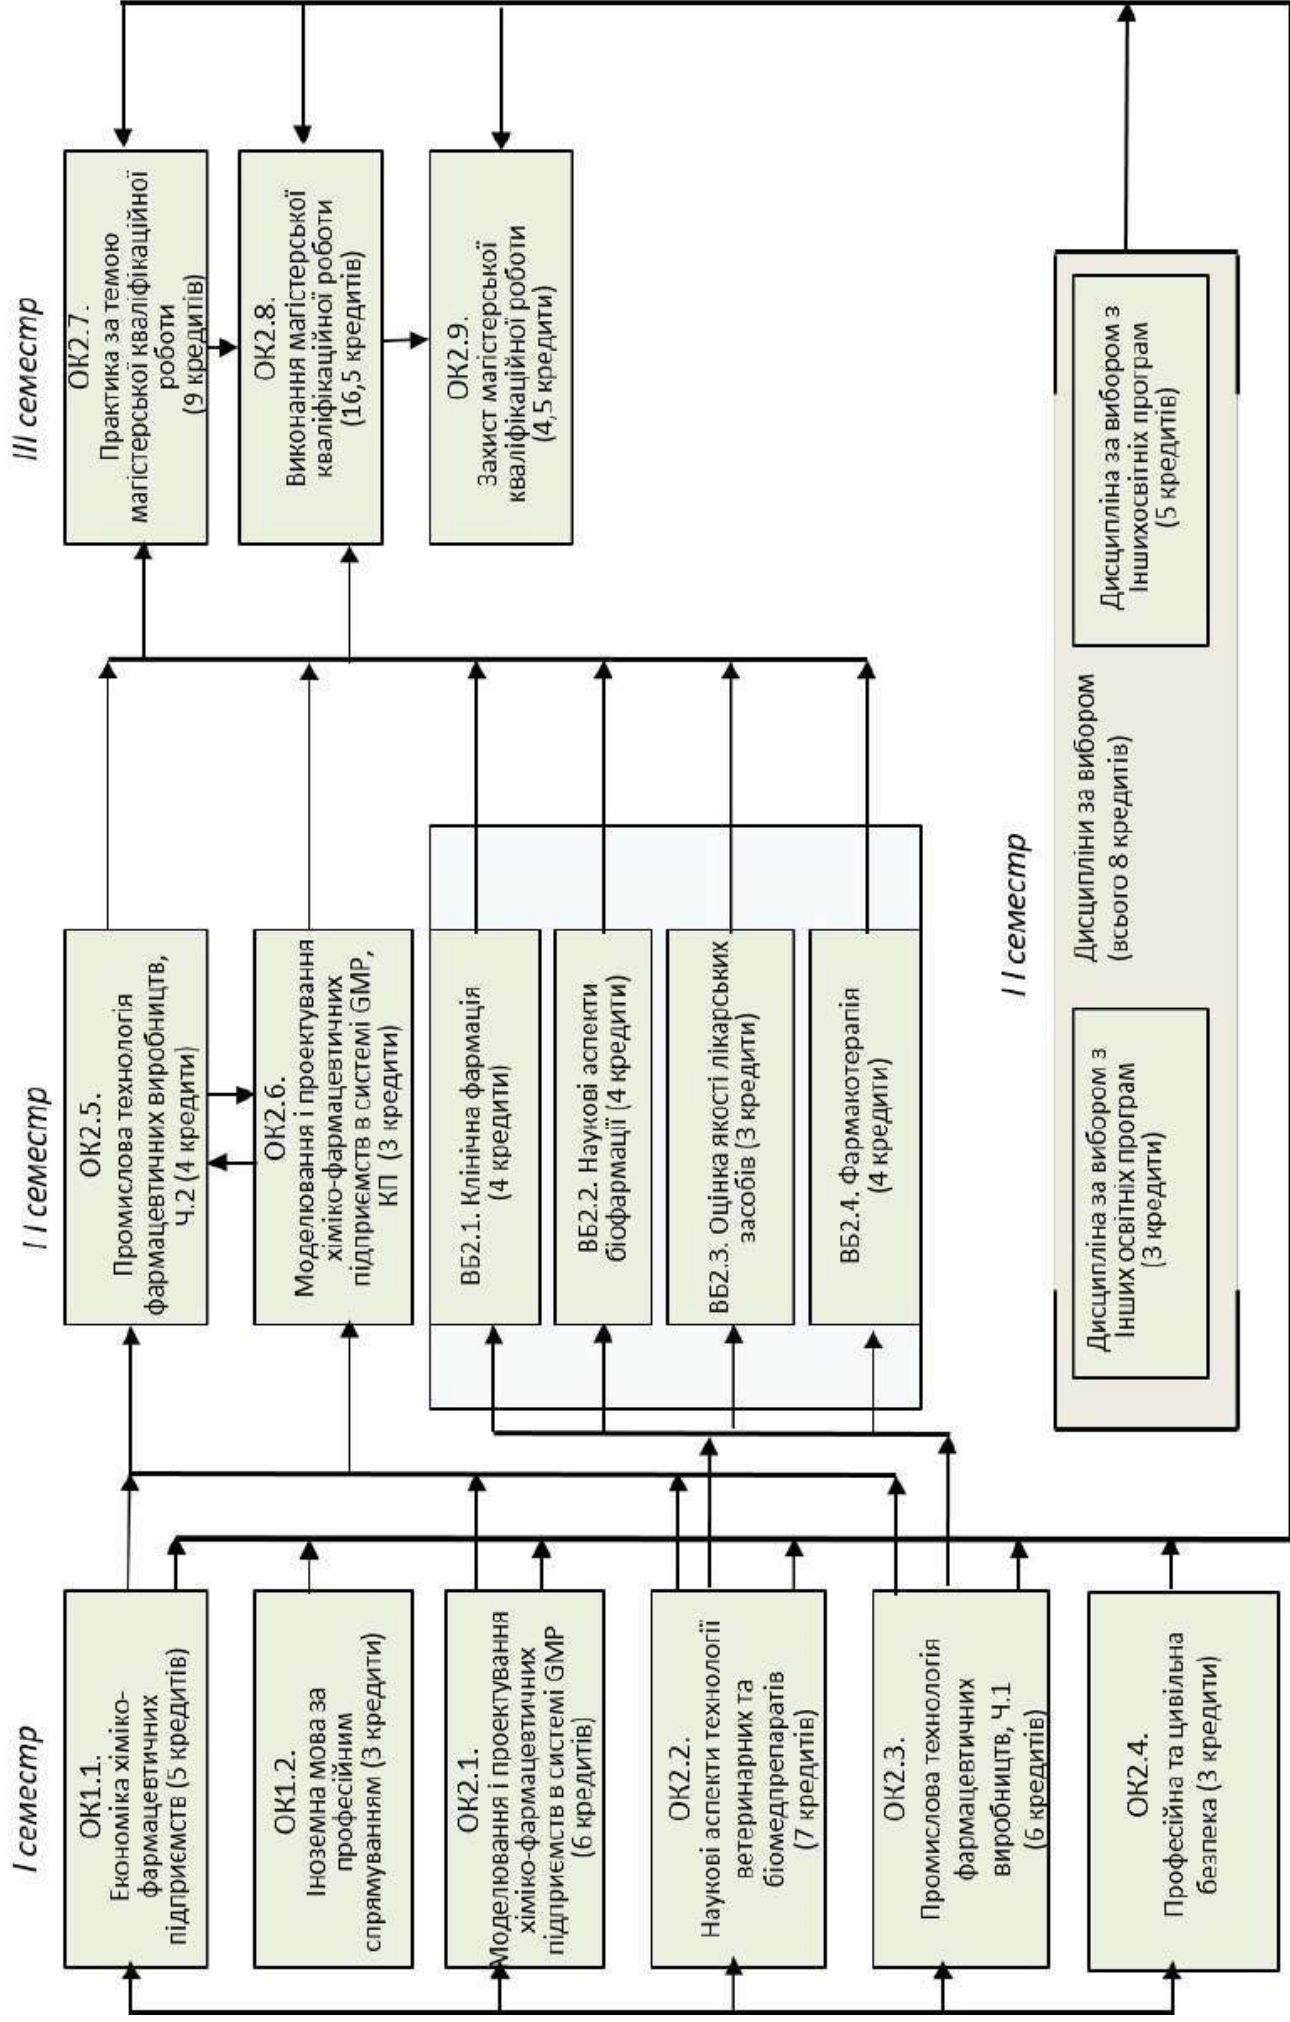 I семестр
ОК1.1.
Економіка хіміко-
фармацевтичних
підприємств (5 кредитів)
ОК1.2.
Іноземна мова за
професійним
спрямуванням (3 кредити)
ОК2.1.
Моделювання і проектування
хіміко-фармацевтичних
підприємств в системі GMP
(6 кредитів)
ОК2.2.
Наукові аспекти технології
ветеринарних та
біомедпрепаратів
(7 кредитів)
ОК2.3.
Промислова технологія
фармацевтичних
виробництв, Ч.1
(6 кредитів)
ОК2.4.
Професійна та цивільна
безпека (3 кредити)
I I семестр
ОК2.5.
Промислова технологія
фармацевтичних виробництв,
Ч.2 (4 кредити)
ОК2.6.
Моделювання і проектування
хіміко-фармацевтичних
підприємств в системі GMP,
КП (3 кредити)
ВБ2.1. Клінічна фармація
(4 кредити)
ВБ2.2. Наукові аспекти
біофармації (4 кредити)
ВБ2.3. Оцінка якості лікарських
засобів (3 кредити)
ВБ2.4. Фармакотерапія
(4 кредити)
III семестр
ОК2.7.
Практика за темою
магістерської кваліфікаційної
роботи
(9 кредитів)
ОК2.8.
Виконання магістерської
кваліфікаційної роботи
(16,5 кредитів)
ОК2.9.
Захист магістерської
кваліфікаційної роботи
(4,5 кредити)
I I семестр
Дисципліна за вибором з
Інших освітніх програм
(3 кредити)
Дисципліни за вибором
(всього 8 кредитів)
Дисципліна за вибором з
Іншихосвітніх програм
(5 кредитів)